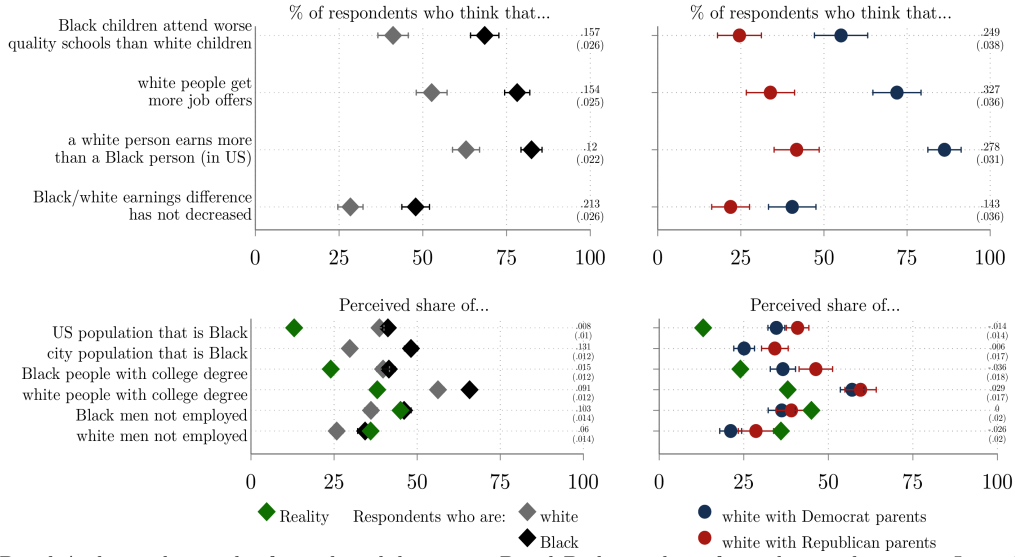 % of respondents who think that...
Black children attend worse
quality schools than white children
white people get
more job offers
a white person earns more
than a Black person (in US)
Black/white earnings difference
has not decreased
.157
(.026)
.154
(.025)
.12
(.022)
.213
(.026)
0 25 50 75 100
% of respondents who think that...
.249
(.038)
.327
(.036)
.278
(.031)
.143
(.036)
0 25 50 75 100
Perceived share of...
US population that is Black
city population that is Black
Black people with college degree
white people with college degree
Black men not employed
white men not employed
.008
(.01)
.131
(.012)
.015
(.012)
.091
(.012)
.103
(.014)
.06
(.014)
0 25 50 75 100
Perceived share of...
-.014
(.014)
.006
(.017)
-.036
(.018)
.029
(.017)
0
(.02)
-.026
(.02)
0 25 50 75 100
Reality Respondents who are: white
Black
white with Democrat parents
white with Republican parents